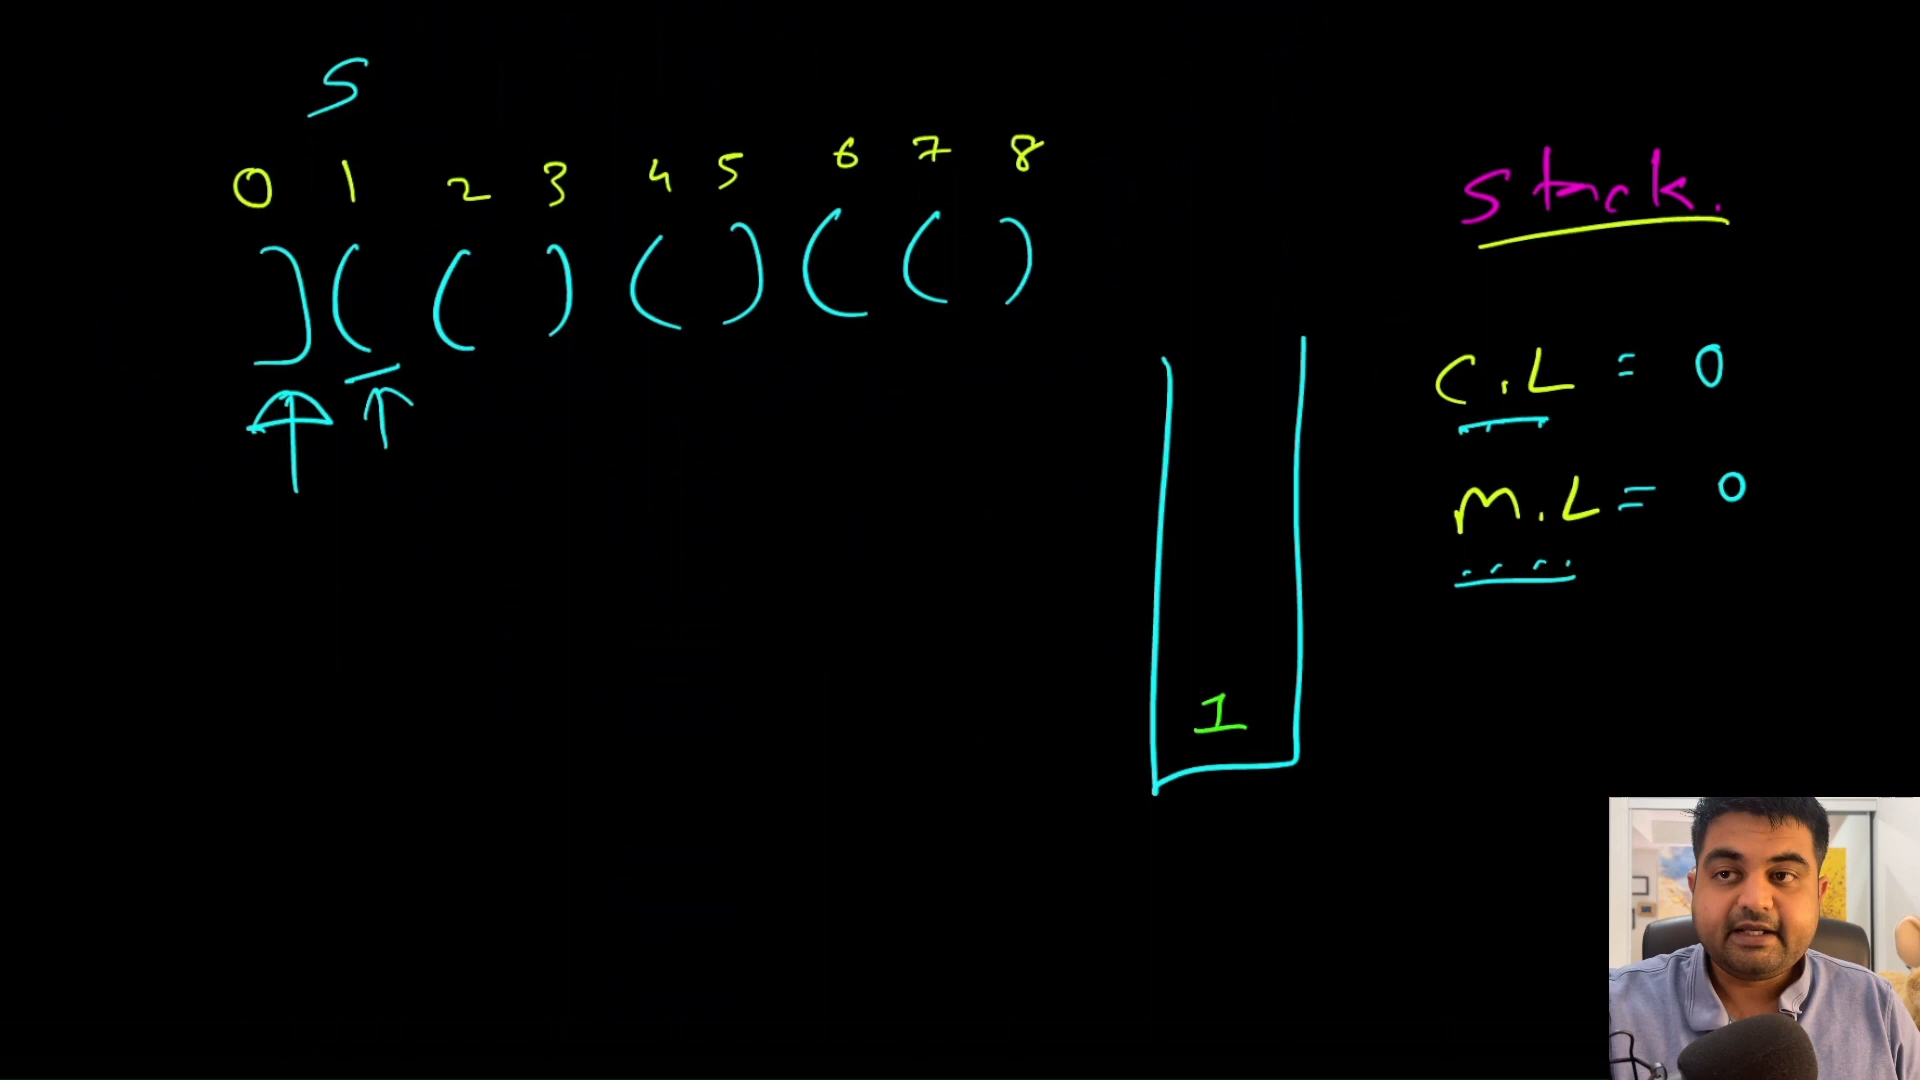 S
0 1 2 3 4 5 6 7 8
) ( ( ) ( ) ( ( )
stack.
C.L = 0
M.L = 0
1